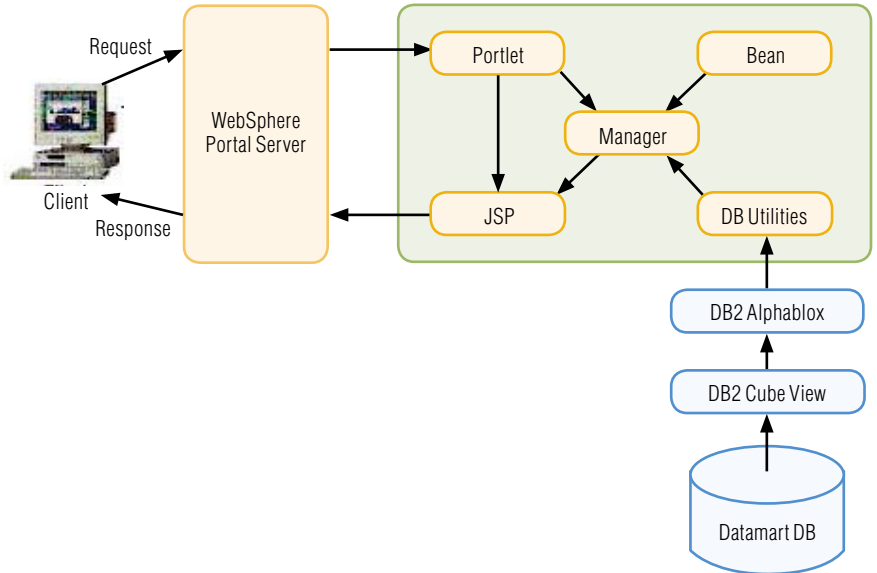 Request
Client
Response
WebSphere
Portal Server
Portlet
Bean
Manager
JSP
DB Utilities
DB2 Alphablox
DB2 Cube View
Datamart DB